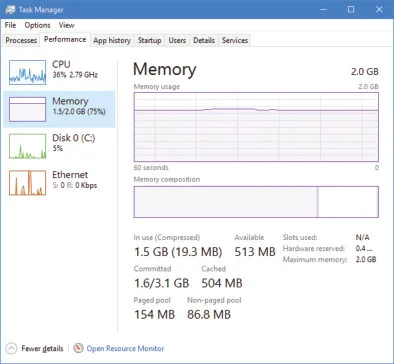 Task Manager
File Options View
Processes Performance App history Startup Users Details Services
CPU
36% 2.79 GHz
Memory
1.5/2.0 GB (75%)
Disk 0 (C:)
5%
Ethernet
S: 0 R: 0 Kbps
Memory 2.0 GB
Memory usage 2.0 GB
60 seconds 0
Memory composition
In use (Compressed) Available
1.5 GB (19.3 MB) 513 MB
Committed Cached
1.6/3.1 GB 504 MB
Paged pool Non-paged pool
154 MB 86.8 MB
Slots used: N/A
Hardware reserved: 0.4 ...
Maximum memory: 2.0 GB
Fewer details Open Resource Monitor